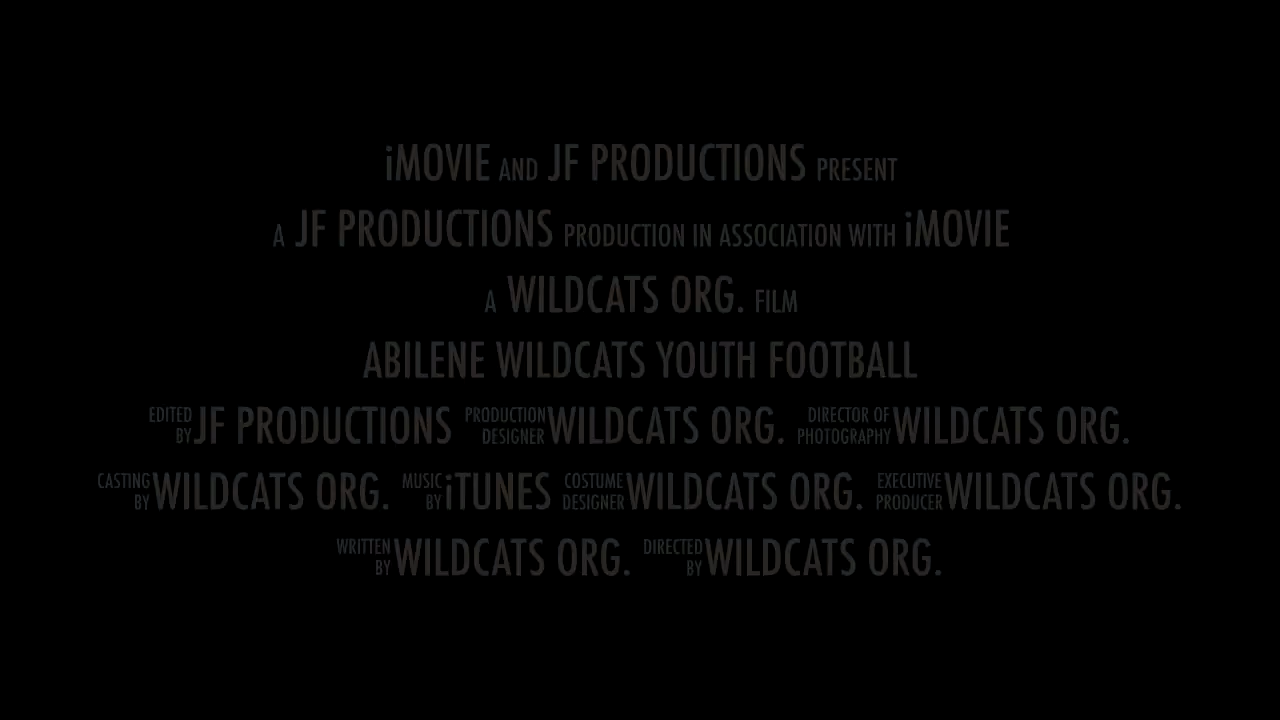 iMOVIE AND JF PRODUCTIONS PRESENT
A JF PRODUCTIONS PRODUCTION IN ASSOCIATION WITH iMOVIE
A WILDCATS ORG. FILM
ABILENE WILDCATS YOUTH FOOTBALL
EDITED BY JF PRODUCTIONS PRODUCTION DESIGNER WILDCATS ORG. DIRECTOR OF PHOTOGRAPHY WILDCATS ORG.
CASTING BY WILDCATS ORG. MUSIC BY iTUNES COSTUME DESIGNER WILDCATS ORG. EXECUTIVE PRODUCER WILDCATS ORG.
WRITTEN BY WILDCATS ORG. DIRECTED BY WILDCATS ORG.